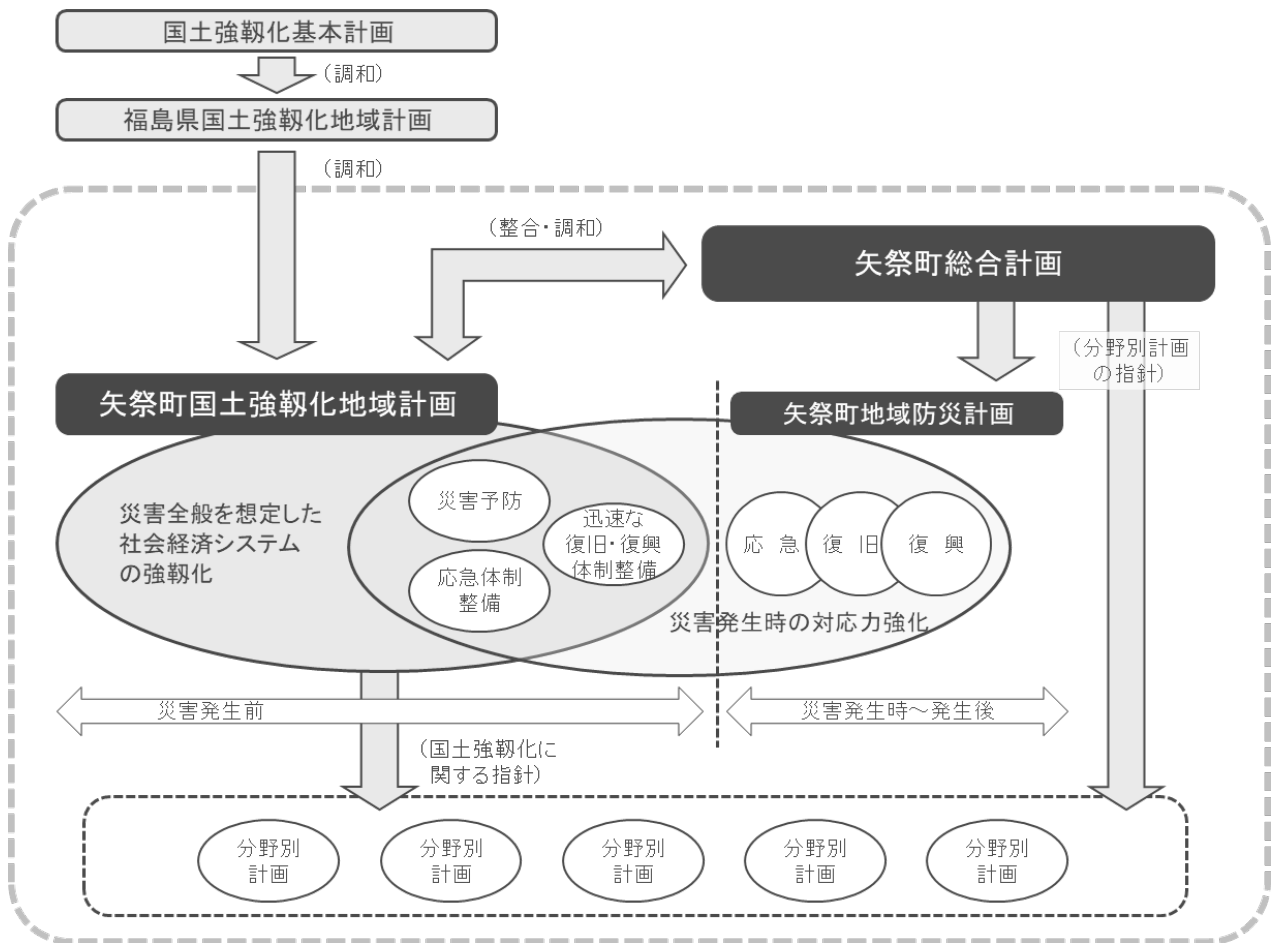 国土強靱化基本計画
（調和）
福島県国土強靱化地域計画
（調和）
（整合・調和）
矢祭町総合計画
（分野別計画
の指針）
矢祭町国土強靱化地域計画
矢祭町地域防災計画
災害全般を想定した
社会経済システム
の強靱化
災害予防
応急体制
整備
迅速な
復旧・復興
体制整備
応　急
復　旧
復　興
災害発生時の対応力強化
災害発生前
災害発生時～発生後
（国土強靱化に
関する指針）
分野別
計画
分野別
計画
分野別
計画
分野別
計画
分野別
計画